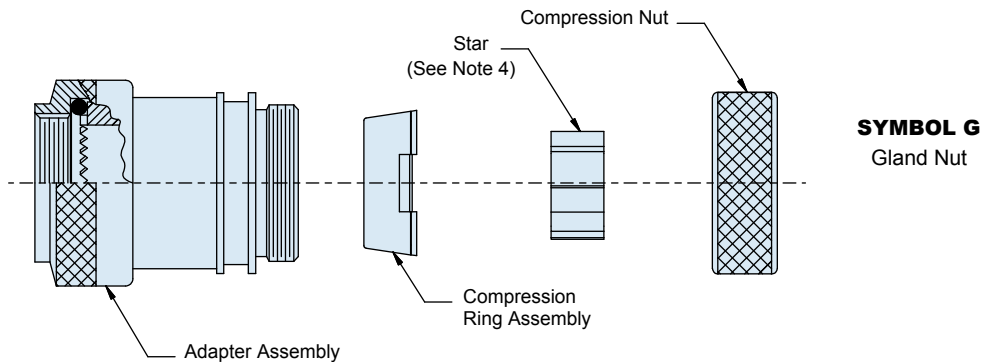 Compression Nut
Star
(See Note 4)
SYMBOL G
Gland Nut
Compression
Ring Assembly
Adapter Assembly